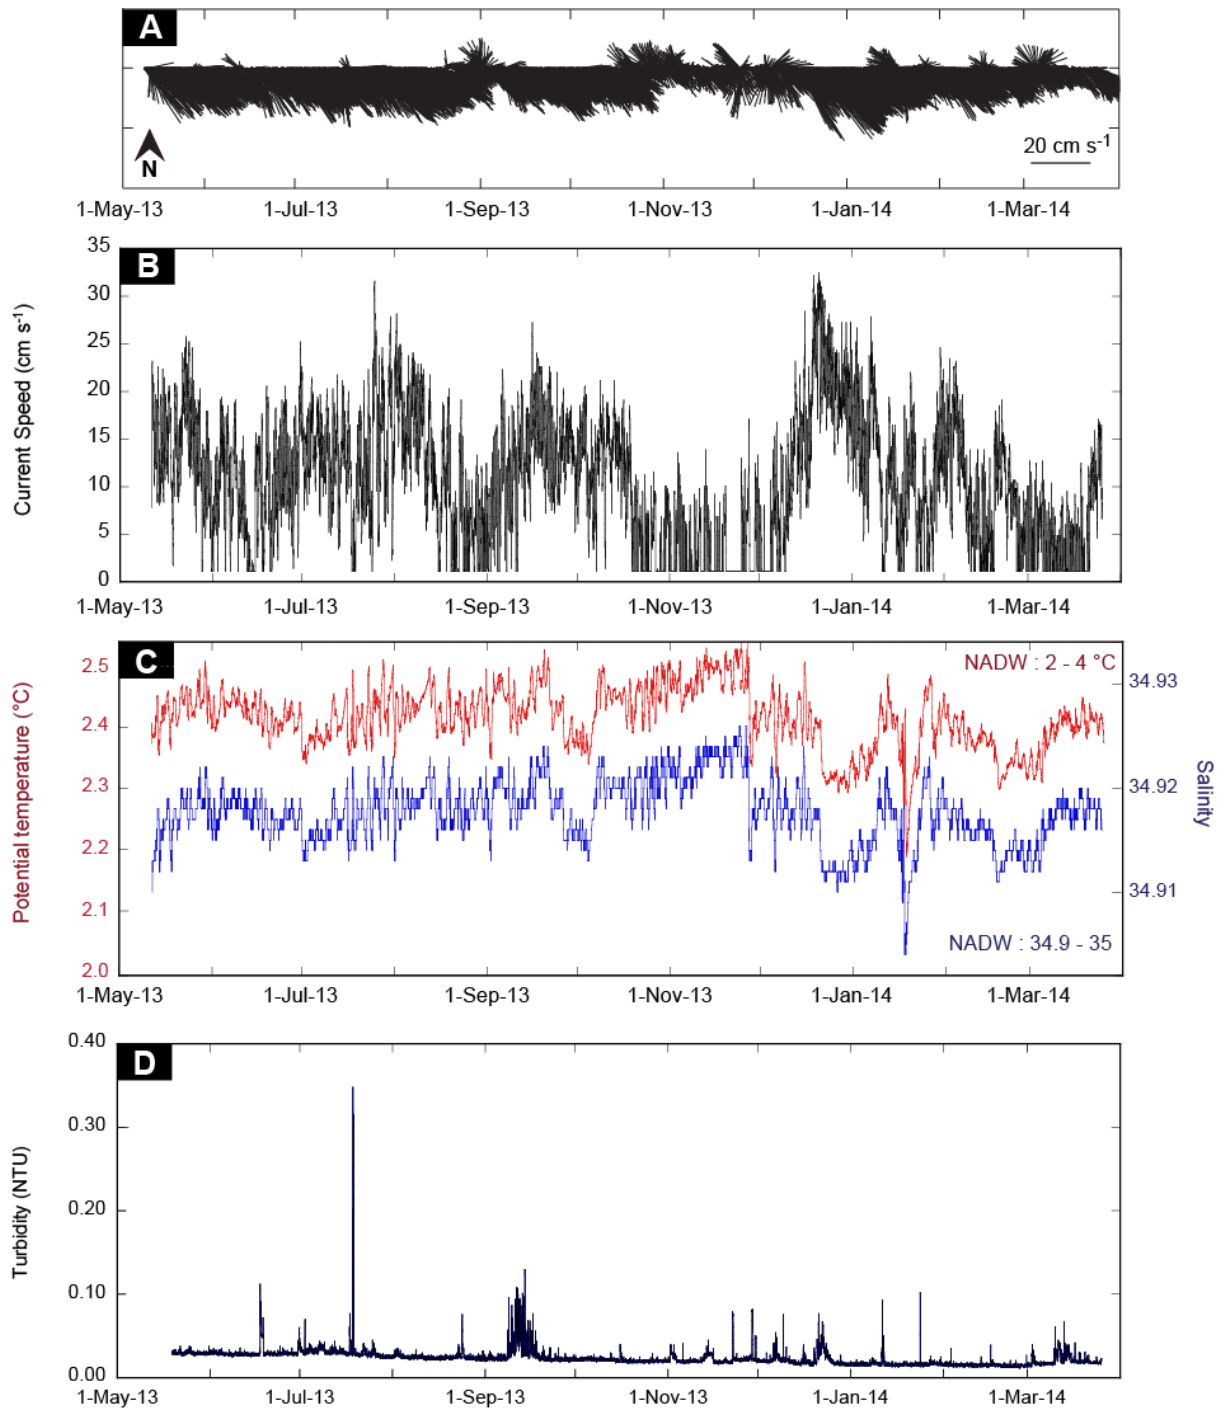 A
N
20 cm s-1
1-May-13 1-Jul-13 1-Sep-13 1-Nov-13 1-Jan-14 1-Mar-14
B
Current Speed (cm s-1)
35
30
25
20
15
10
5
0
1-May-13 1-Jul-13 1-Sep-13 1-Nov-13 1-Jan-14 1-Mar-14
C
NADW : 2 - 4 °C
Potential temperature (°C)
2.5
2.4
2.3
2.2
2.1
2.0
34.93
34.92
34.91
Salinity
NADW : 34.9 - 35
1-May-13 1-Jul-13 1-Sep-13 1-Nov-13 1-Jan-14 1-Mar-14
D
Turbidity (NTU)
0.40
0.30
0.20
0.10
0.00
1-May-13 1-Jul-13 1-Sep-13 1-Nov-13 1-Jan-14 1-Mar-14